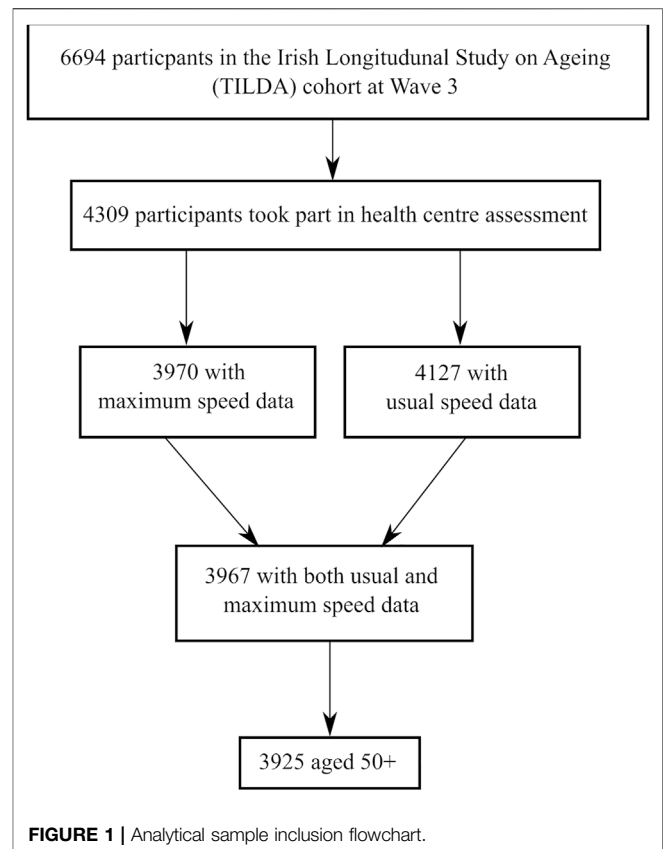 6694 particpants in the Irish Longitudunal Study on Ageing
(TILDA) cohort at Wave 3
4309 participants took part in health centre assessment
3970 with
maximum speed data
4127 with
usual speed data
3967 with both usual and
maximum speed data
3925 aged 50+
FIGURE 1 | Analytical sample inclusion flowchart.